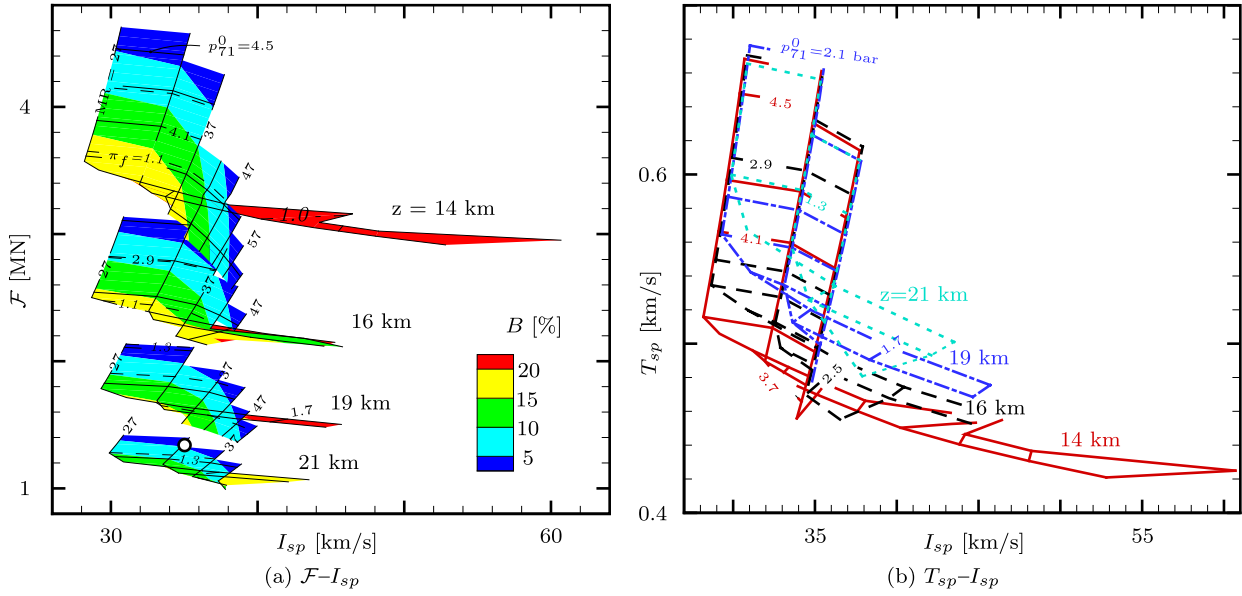 4
1
30
60
ℱ [MN]
I_sp [km/s]
p⁰₇₁=4.5
MR = 27
37
4.1
π_f=1.1
47
1.0
z = 14 km
57
2.9
27
37
1.1
47
16 km
B [%]
20
15
10
5
1.3
27
37
47
1.7
19 km
27
37
1.3
21 km
(a) ℱ–I_sp
0.6
0.4
35
55
T_sp [km/s]
I_sp [km/s]
p⁰₇₁=2.1 bar
4.5
2.9
1.3
4.1
z=21 km
1.7
19 km
2.5
3.7
16 km
14 km
(b) T_sp–I_sp